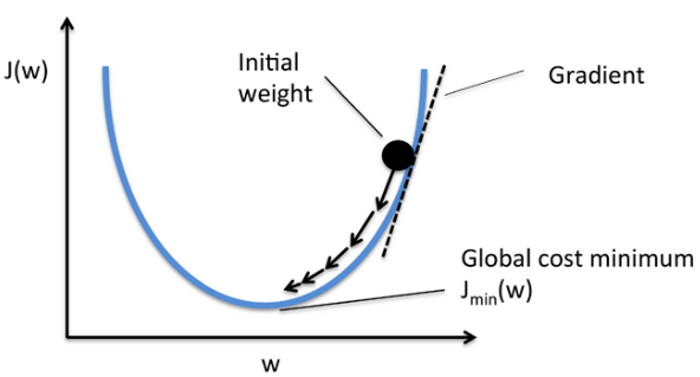 J(w)
Initial
weight
Gradient
Global cost minimum
Jmin(w)
w